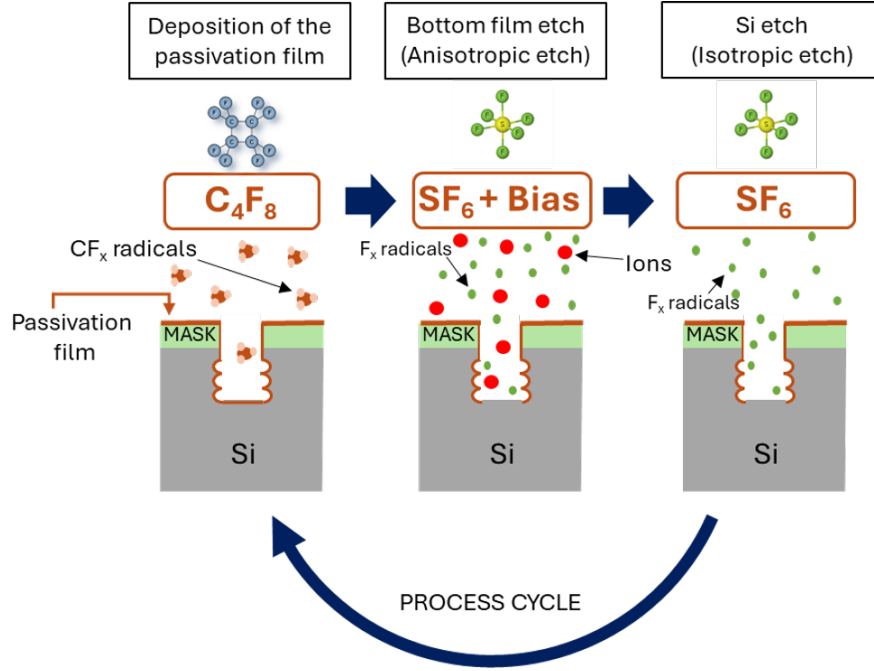 Deposition of the
passivation film
Bottom film etch
(Anisotropic etch)
Si etch
(Isotropic etch)
F
F
F
F
C
C
C
C
F
F
F
F
F
F
F
S
F
F
F
F
F
F
S
F
F
F
C₄F₈
SF₆ + Bias
SF₆
CFₓ radicals
Fₓ radicals
Ions
Fₓ radicals
Passivation
film
MASK
MASK
MASK
Si
Si
Si
PROCESS CYCLE